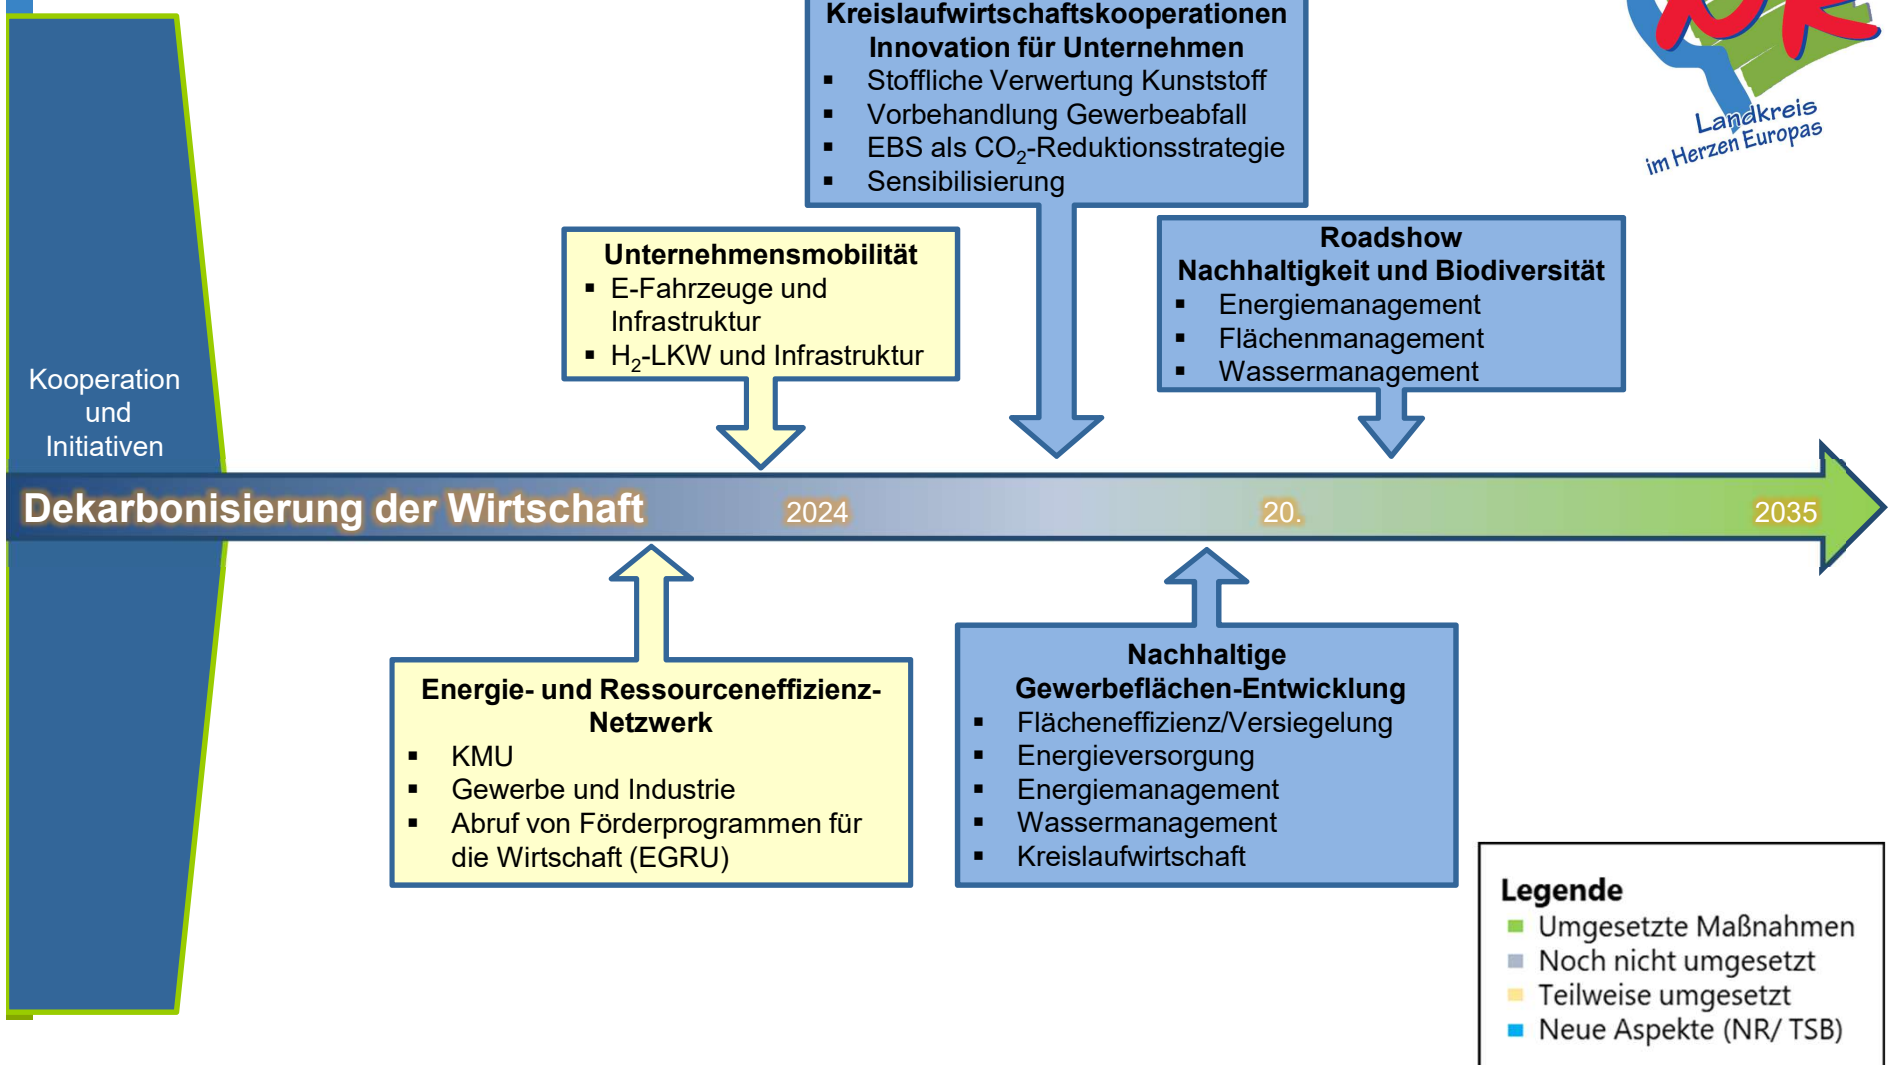 Kreislaufwirtschaftskooperationen
Innovation für Unternehmen
▪ Stoffliche Verwertung Kunststoff
▪ Vorbehandlung Gewerbeabfall
▪ EBS als CO₂-Reduktionsstrategie
▪ Sensibilisierung
Landkreis
im Herzen Europas
Unternehmensmobilität
▪ E-Fahrzeuge und
Infrastruktur
▪ H₂-LKW und Infrastruktur
Roadshow
Nachhaltigkeit und Biodiversität
▪ Energiemanagement
▪ Flächenmanagement
▪ Wassermanagement
Kooperation
und
Initiativen
Dekarbonisierung der Wirtschaft 2024 20. 2035
Energie- und Ressourceneffizienz-
Netzwerk
▪ KMU
▪ Gewerbe und Industrie
▪ Abruf von Förderprogrammen für
die Wirtschaft (EGRU)
Nachhaltige
Gewerbeflächen-Entwicklung
▪ Flächeneffizienz/Versiegelung
▪ Energieversorgung
▪ Energiemanagement
▪ Wassermanagement
▪ Kreislaufwirtschaft
Legende
Umgesetzte Maßnahmen
Noch nicht umgesetzt
Teilweise umgesetzt
Neue Aspekte (NR/ TSB)